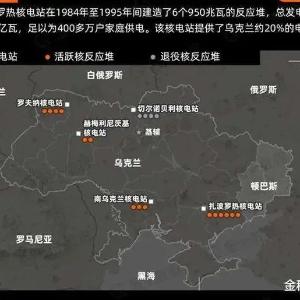 罗热核电站在1984年至1995年间建造了6个950兆瓦的反应堆，总发电
亿瓦，足以为400多万户家庭供电。该核电站提供了乌克兰约20%的电
活跃核反应堆 退役核反应堆
白俄罗斯
俄罗斯
罗夫纳核电站
切尔诺贝利核电站
赫梅利尼茨基
核电站
基辅
乌克兰
顿巴斯
南乌克兰核电站
扎波罗热核电站
罗马尼亚
黑海